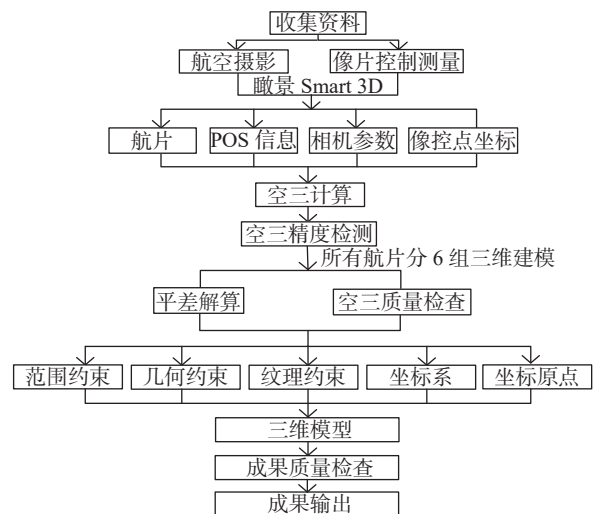 收集资料
航空摄影 像片控制测量
瞰景 Smart 3D
航片 POS 信息 相机参数 像控点坐标
空三计算
空三精度检测
所有航片分 6 组三维建模
平差解算 空三质量检查
范围约束 几何约束 纹理约束 坐标系 坐标原点
三维模型
成果质量检查
成果输出